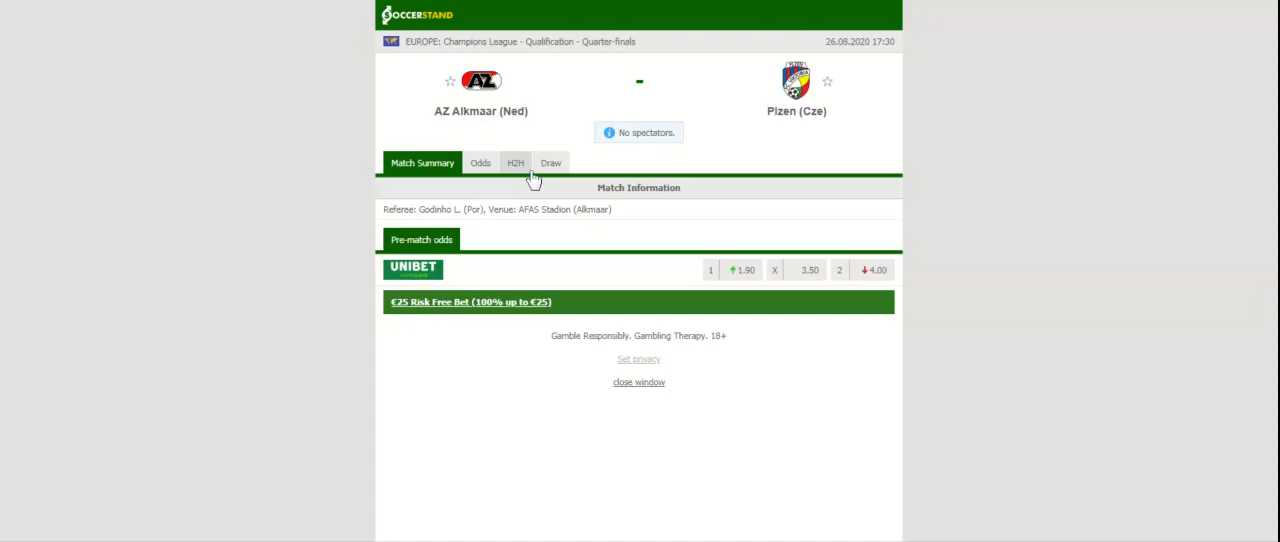 SOCCERSTAND
EUROPE: Champions League - Qualification - Quarter-finals 26.08.2020 17:30
AZ
PLZEN
-
AZ Alkmaar (Ned) Plzen (Cze)
No spectators.
Match Summary Odds H2H Draw
Match Information
Referee: Godinho L. (Por), Venue: AFAS Stadion (Alkmaar)
Pre-match odds
UNIBET 1 1.90 X 3.50 2 4.00
€25 Risk Free Bet (100% up to €25)
Gamble Responsibly. Gambling Therapy. 18+
Set privacy
close window